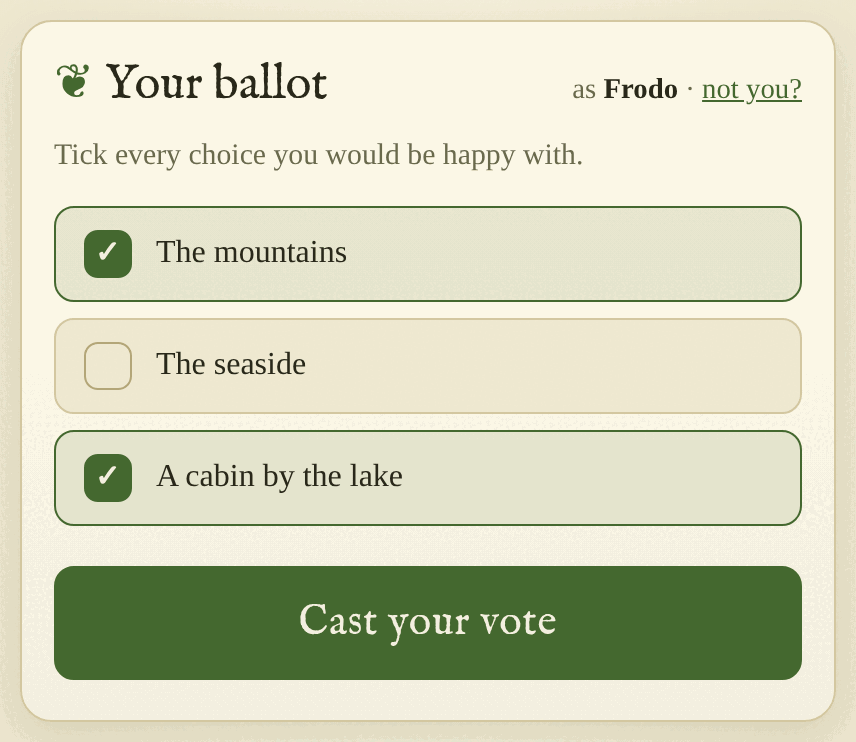 ❦ Your ballot
as Frodo · not you?
Tick every choice you would be happy with.
✓ The mountains
The seaside
✓ A cabin by the lake
Cast your vote